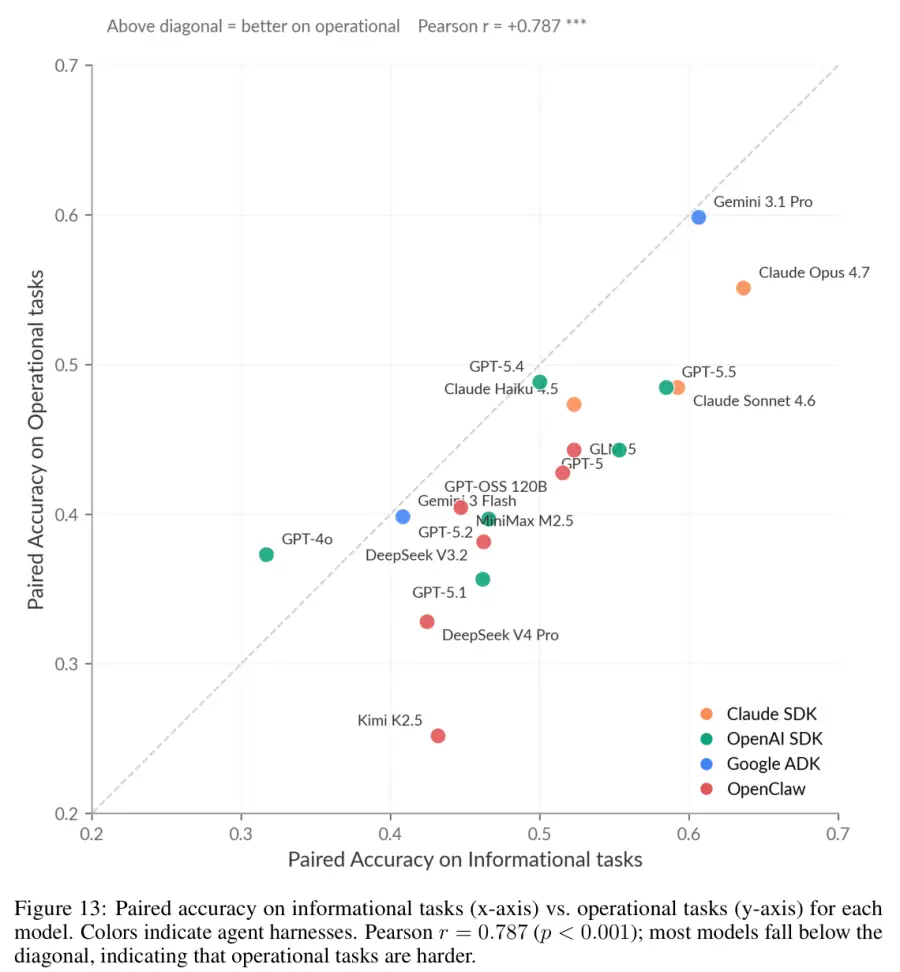 Above diagonal = better on operational    Pearson r = +0.787 ***
0.7
0.6
0.5
0.4
0.3
0.2
Paired Accuracy on Operational tasks
Gemini 3.1 Pro
Claude Opus 4.7
GPT-5.4
GPT-5.5
Claude Haiku 4.5
Claude Sonnet 4.6
GLM-5
GPT-5
GPT-OSS 120B
Gemini 3 Flash
MiniMax M2.5
GPT-5.2
GPT-4o
DeepSeek V3.2
GPT-5.1
DeepSeek V4 Pro
Kimi K2.5
Claude SDK
OpenAI SDK
Google ADK
OpenClaw
0.2 0.3 0.4 0.5 0.6 0.7
Paired Accuracy on Informational tasks
Figure 13: Paired accuracy on informational tasks (x-axis) vs. operational tasks (y-axis) for each
model. Colors indicate agent harnesses. Pearson r = 0.787 (p < 0.001); most models fall below the
diagonal, indicating that operational tasks are harder.